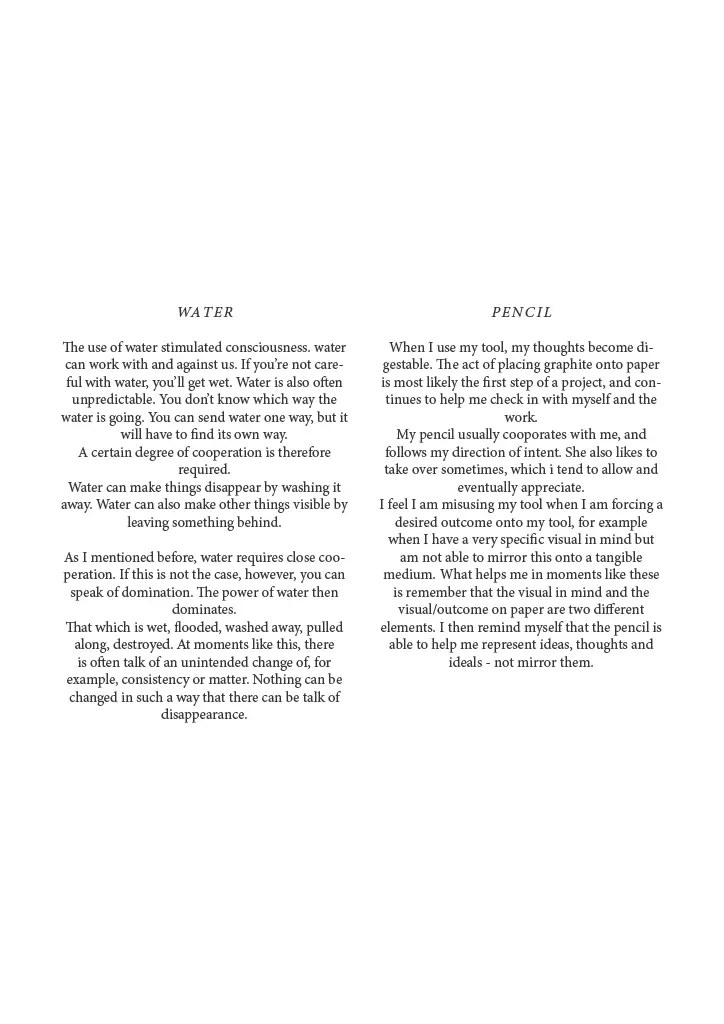 WATER
The use of water stimulated consciousness. water
can work with and against us. If you're not care-
ful with water, you'll get wet. Water is also often
unpredictable. You don't know which way the
water is going. You can send water one way, but it
will have to find its own way.
A certain degree of cooperation is therefore
required.
Water can make things disappear by washing it
away. Water can also make other things visible by
leaving something behind.
As I mentioned before, water requires close coo-
peration. If this is not the case, however, you can
speak of domination. The power of water then
dominates.
That which is wet, flooded, washed away, pulled
along, destroyed. At moments like this, there
is often talk of an unintended change of, for
example, consistency or matter. Nothing can be
changed in such a way that there can be talk of
disappearance.
PENCIL
When I use my tool, my thoughts become di-
gestable. The act of placing graphite onto paper
is most likely the first step of a project, and con-
tinues to help me check in with myself and the
work.
My pencil usually cooporates with me, and
follows my direction of intent. She also likes to
take over sometimes, which i tend to allow and
eventually appreciate.
I feel I am misusing my tool when I am forcing a
desired outcome onto my tool, for example
when I have a very specific visual in mind but
am not able to mirror this onto a tangible
medium. What helps me in moments like these
is remember that the visual in mind and the
visual/outcome on paper are two different
elements. I then remind myself that the pencil is
able to help me represent ideas, thoughts and
ideals - not mirror them.